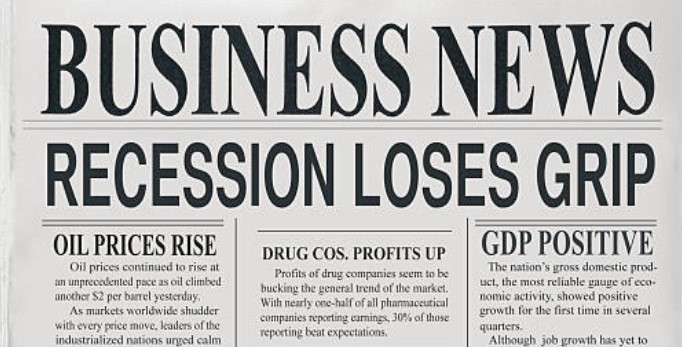 BUSINESS NEWS
RECESSION LOSES GRIP
OIL PRICES RISE
Oil prices continued to rise at
an unprecedented pace as oil climbed
another $2 per barrel yesterday.
As markets worldwide shudder
with every price move, leaders of the
industrialized nations urged calm
DRUG COS. PROFITS UP
Profits of drug companies seem to be
bucking the general trend of the market.
With nearly one-half of all pharmaceutical
companies reporting earnings, 30% of those
reporting beat expectations.
GDP POSITIVE
The nation's gross domestic prod-
uct, the most reliable gauge of eco-
nomic activity, showed positive
growth for the first time in several
quarters.
Although job growth has yet to